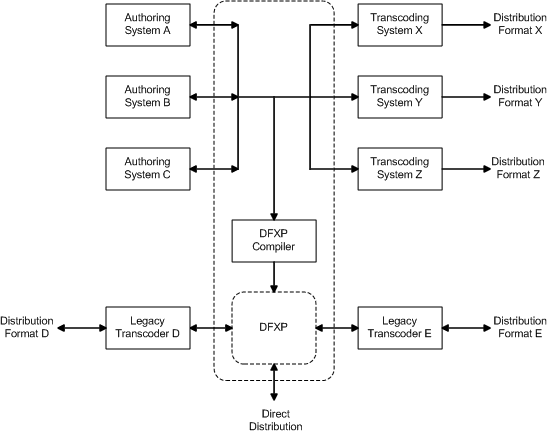 Authoring
System A
Transcoding
System X
Distribution
Format X
Authoring
System B
Transcoding
System Y
Distribution
Format Y
Authoring
System C
Transcoding
System Z
Distribution
Format Z
DFXP
Compiler
Distribution
Format D
Legacy
Transcoder D
DFXP
Legacy
Transcoder E
Distribution
Format E
Direct
Distribution